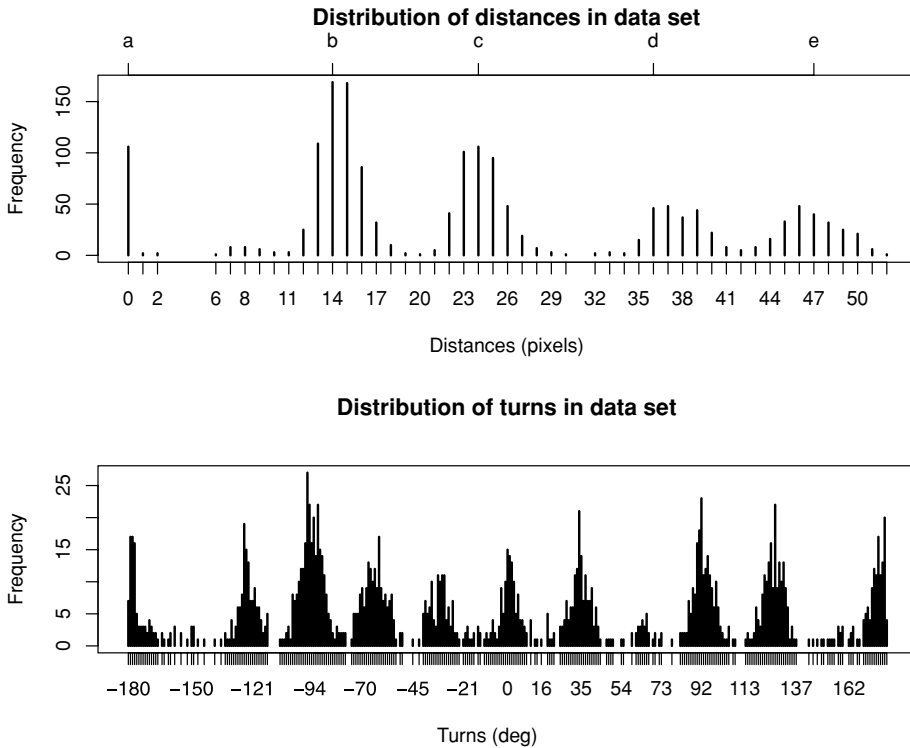 Distribution of distances in data set
a b c d e
150
100
50
0
Frequency
0 2 6 8 11 14 17 20 23 26 29 32 35 38 41 44 47 50
Distances (pixels)
Distribution of turns in data set
25
15
5
0
Frequency
−180 −150 −121 −94 −70 −45 −21 0 16 35 54 73 92 113 137 162
Turns (deg)